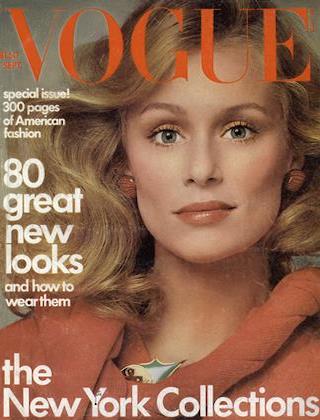 VOGUE
SEPT
special issue!
300 pages
of American
fashion
80
great
new
looks
and how to
wear them
the
New York Collections